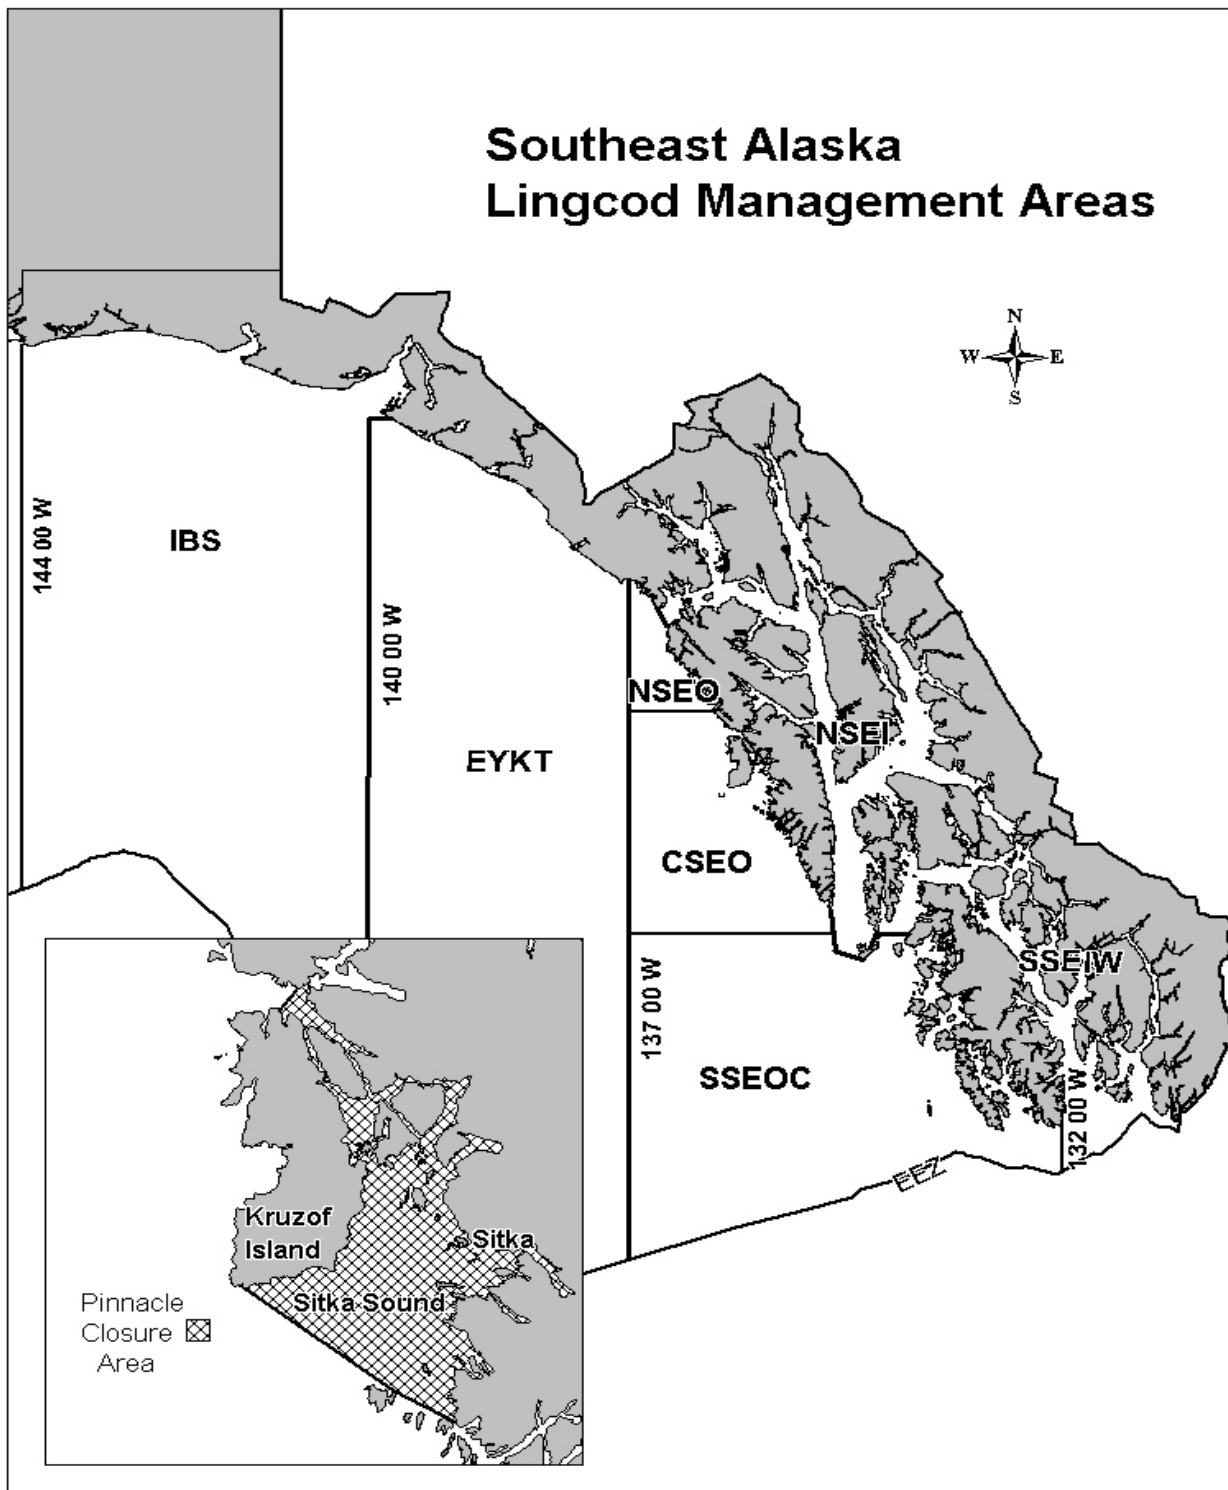 Southeast Alaska
Lingcod Management Areas
N
W E
S
144 00 W
IBS
140 00 W
EYKT
NSEO
NSEI
CSEO
137 00 W
SSEIW
SSEOC
132 00 W
EEZ
Kruzof
Island
Sitka
Sitka Sound
Pinnacle
Closure
Area